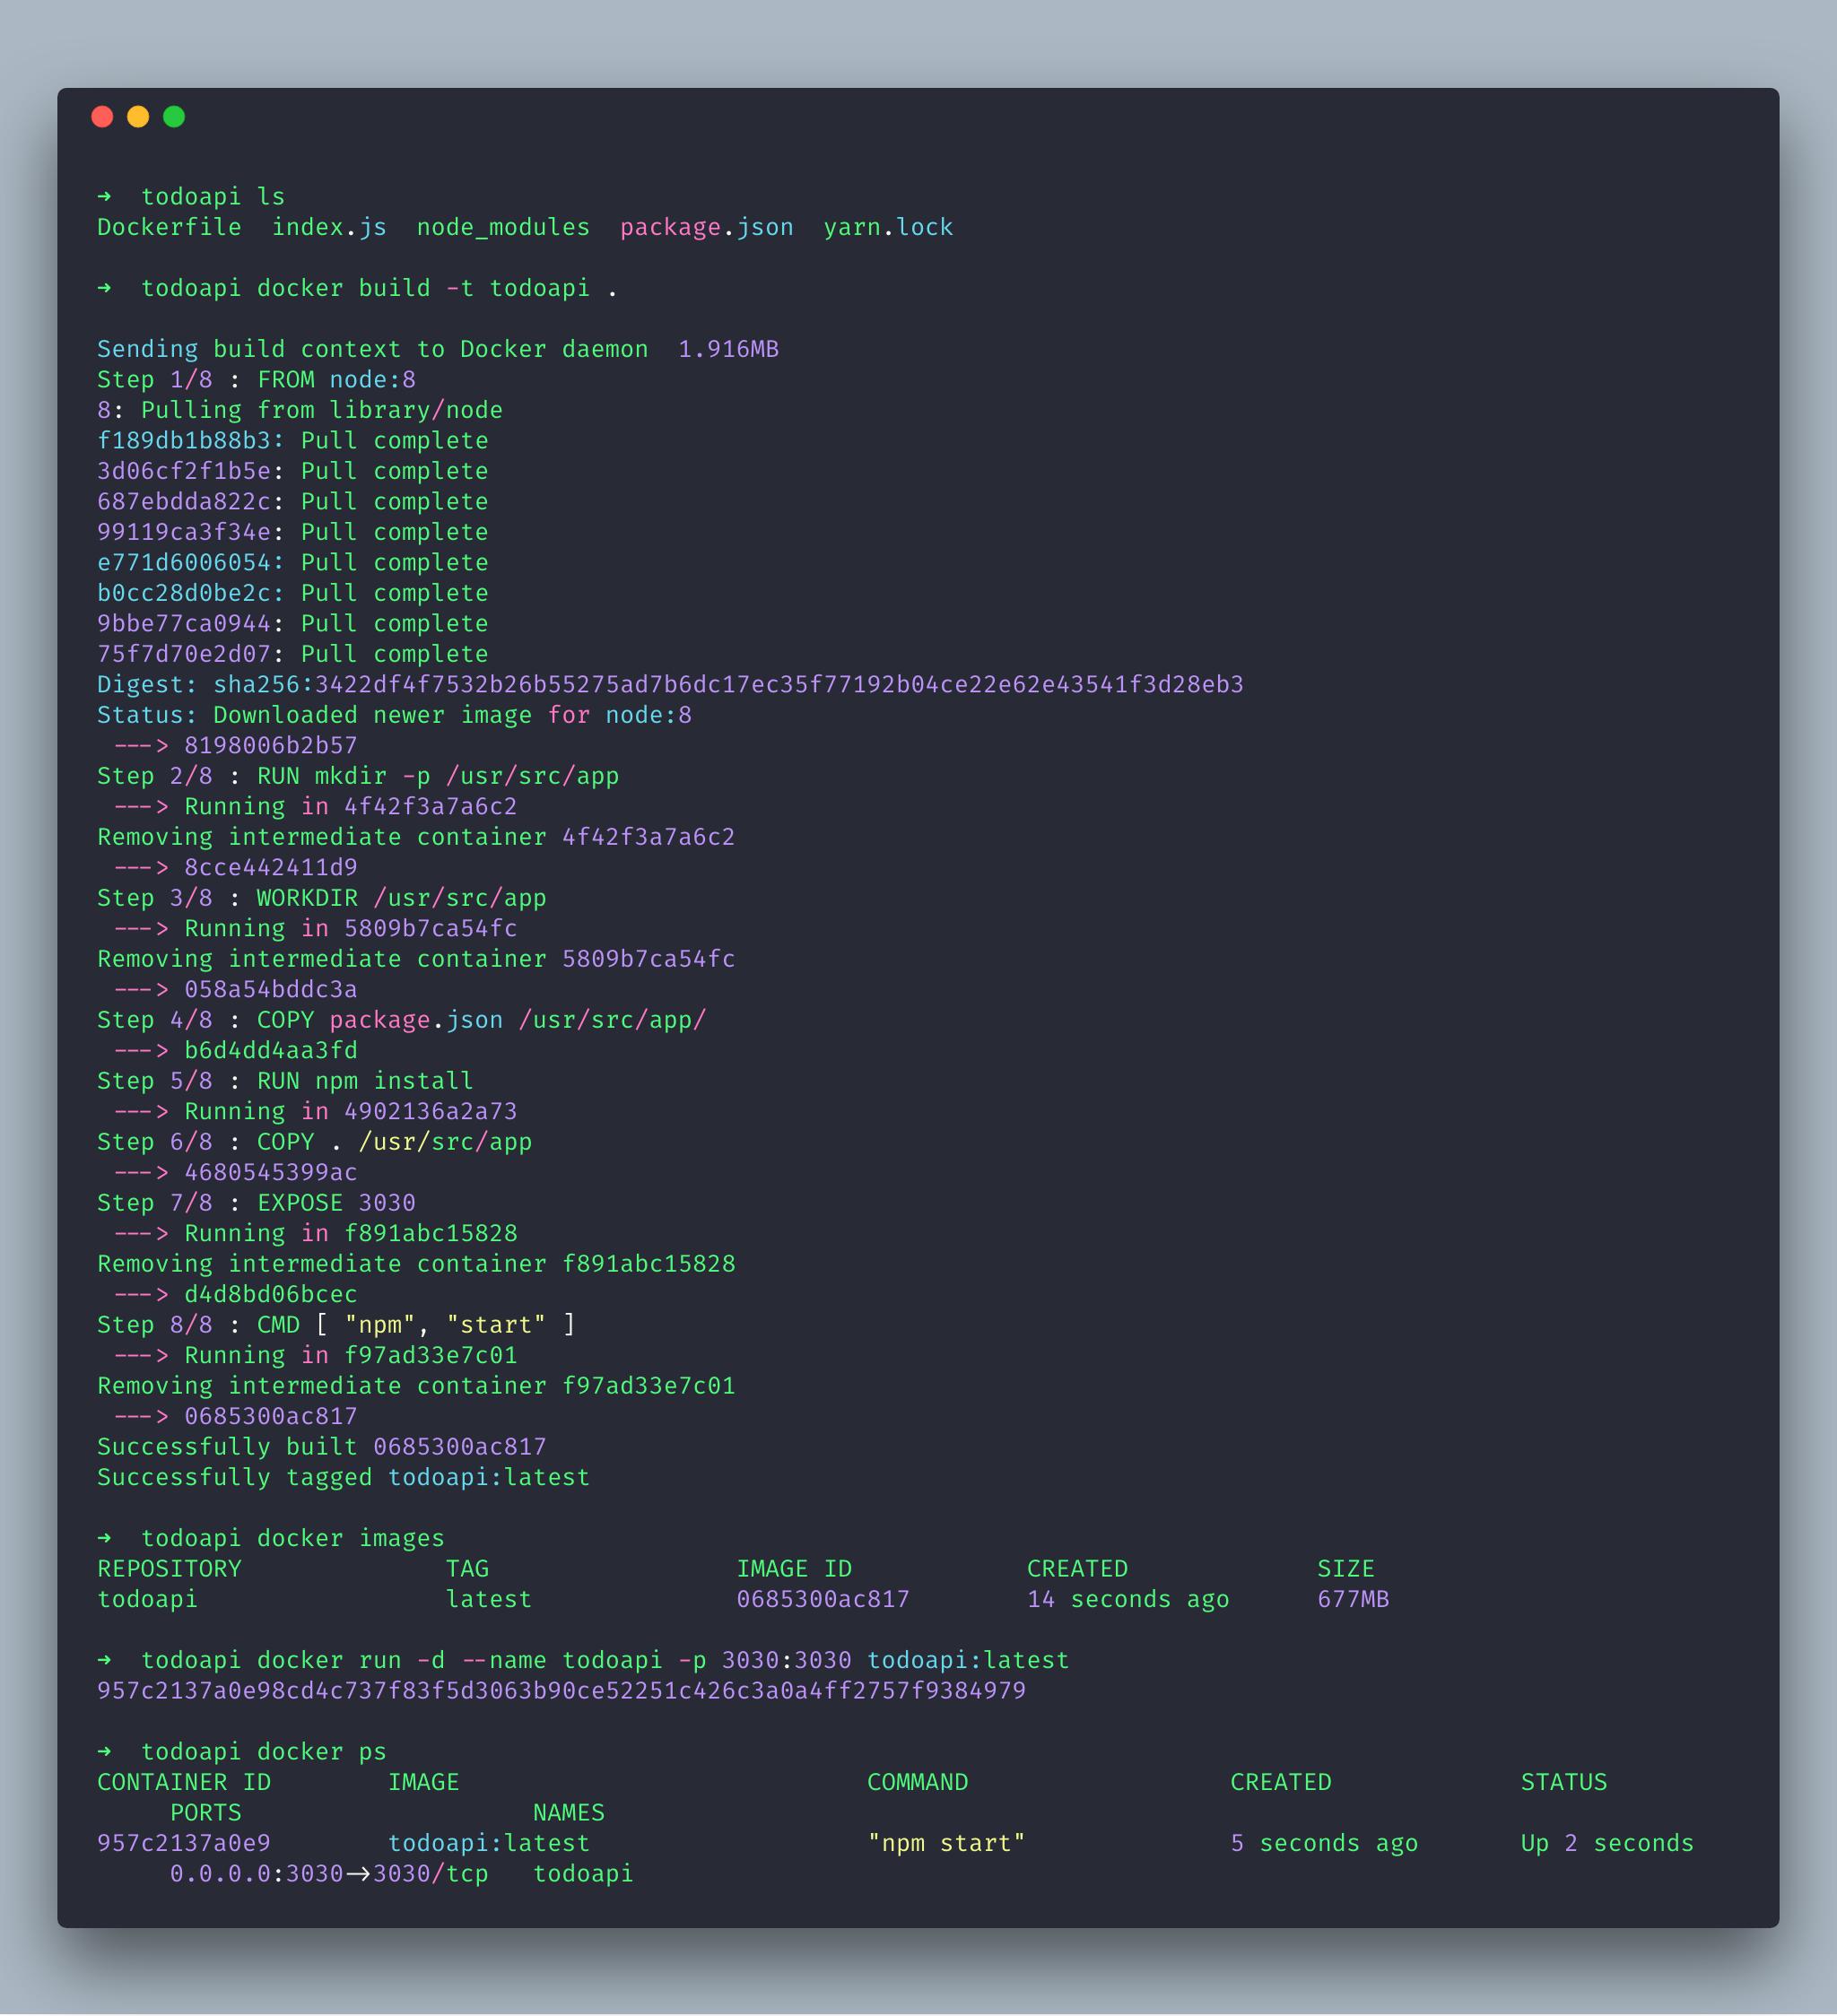 ➜  todoapi ls
Dockerfile  index.js  node_modules  package.json  yarn.lock
➜  todoapi docker build -t todoapi .
Sending build context to Docker daemon  1.916MB
Step 1/8 : FROM node:8
8: Pulling from library/node
f189db1b88b3: Pull complete
3d06cf2f1b5e: Pull complete
687ebdda822c: Pull complete
99119ca3f34e: Pull complete
e771d6006054: Pull complete
b0cc28d0be2c: Pull complete
9bbe77ca0944: Pull complete
75f7d70e2d07: Pull complete
Digest: sha256:3422df4f7532b26b55275ad7b6dc17ec35f77192b04ce22e62e43541f3d28eb3
Status: Downloaded newer image for node:8
 ---> 8198006b2b57
Step 2/8 : RUN mkdir -p /usr/src/app
 ---> Running in 4f42f3a7a6c2
Removing intermediate container 4f42f3a7a6c2
 ---> 8cce442411d9
Step 3/8 : WORKDIR /usr/src/app
 ---> Running in 5809b7ca54fc
Removing intermediate container 5809b7ca54fc
 ---> 058a54bddc3a
Step 4/8 : COPY package.json /usr/src/app/
 ---> b6d4dd4aa3fd
Step 5/8 : RUN npm install
 ---> Running in 4902136a2a73
Step 6/8 : COPY . /usr/src/app
 ---> 4680545399ac
Step 7/8 : EXPOSE 3030
 ---> Running in f891abc15828
Removing intermediate container f891abc15828
 ---> d4d8bd06bcec
Step 8/8 : CMD [ "npm", "start" ]
 ---> Running in f97ad33e7c01
Removing intermediate container f97ad33e7c01
 ---> 0685300ac817
Successfully built 0685300ac817
Successfully tagged todoapi:latest
➜  todoapi docker images
REPOSITORY              TAG                 IMAGE ID            CREATED             SIZE
todoapi                 latest              0685300ac817        14 seconds ago      677MB
➜  todoapi docker run -d --name todoapi -p 3030:3030 todoapi:latest
957c2137a0e98cd4c737f83f5d3063b90ce52251c426c3a0a4ff2757f9384979
➜  todoapi docker ps
CONTAINER ID        IMAGE                            COMMAND                  CREATED             STATUS
     PORTS                    NAMES
957c2137a0e9        todoapi:latest                   "npm start"              5 seconds ago       Up 2 seconds
     0.0.0.0:3030->3030/tcp   todoapi